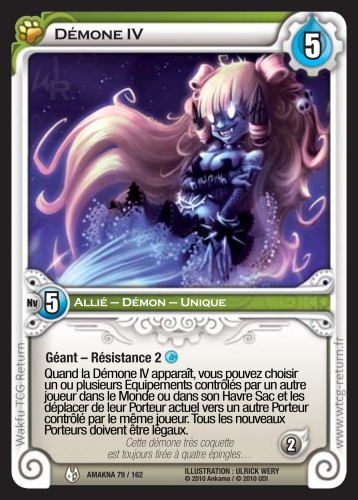 DÉMONE IV
5
WR
Nv 5 ALLIÉ – DÉMON – UNIQUE
Géant – Résistance 2
Quand la Démone IV apparaît, vous pouvez choisir
un ou plusieurs Equipements contrôlés par un autre
joueur dans le Monde ou dans son Havre Sac et les
déplacer de leur Porteur actuel vers un autre Porteur
contrôlé par le même joueur. Tous les nouveaux
Porteurs doivent être légaux.
Cette démone très coquette
est toujours tirée à quatre épingles…
2
AMAKNA 79 / 162
ILLUSTRATION : ULRICK WERY
© 2010 Ankama / © 2010 UDI
Wakfu TCG Return
www.wtcg-return.fr